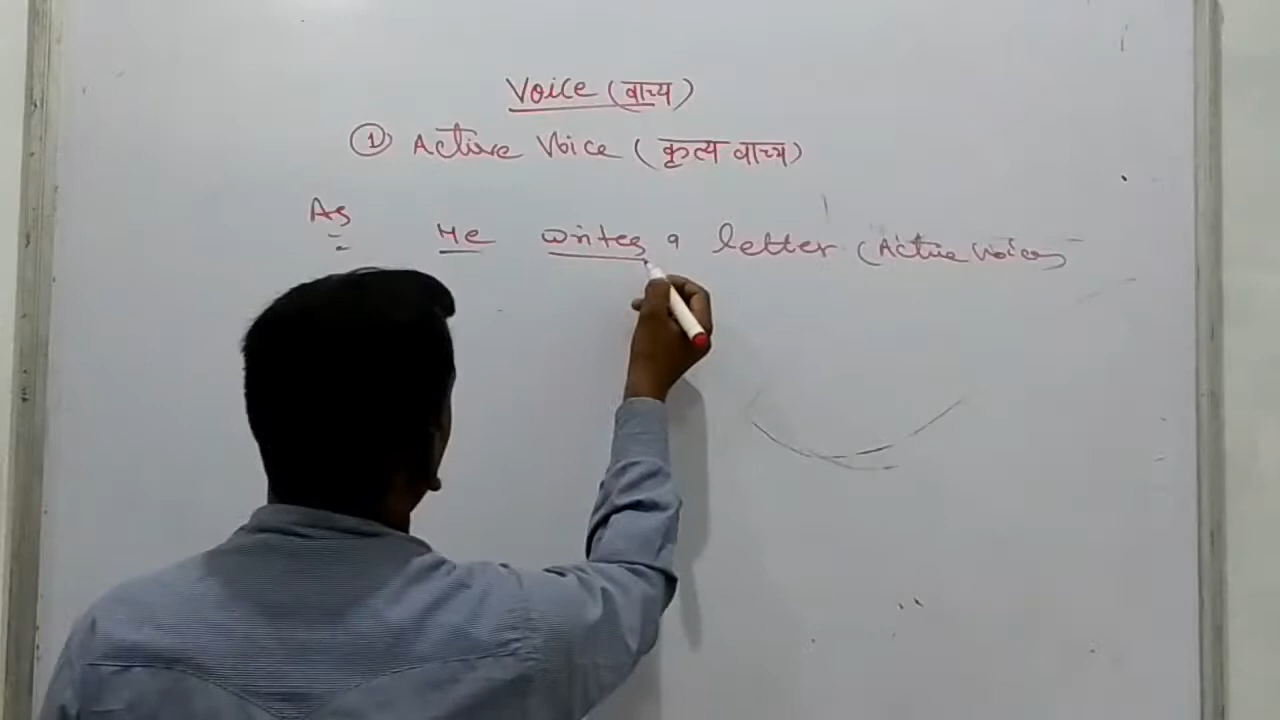 Voice (वाच्य)
① Active Voice (कृत्य वाच्य)
As
He writes a letter (Active Voice)